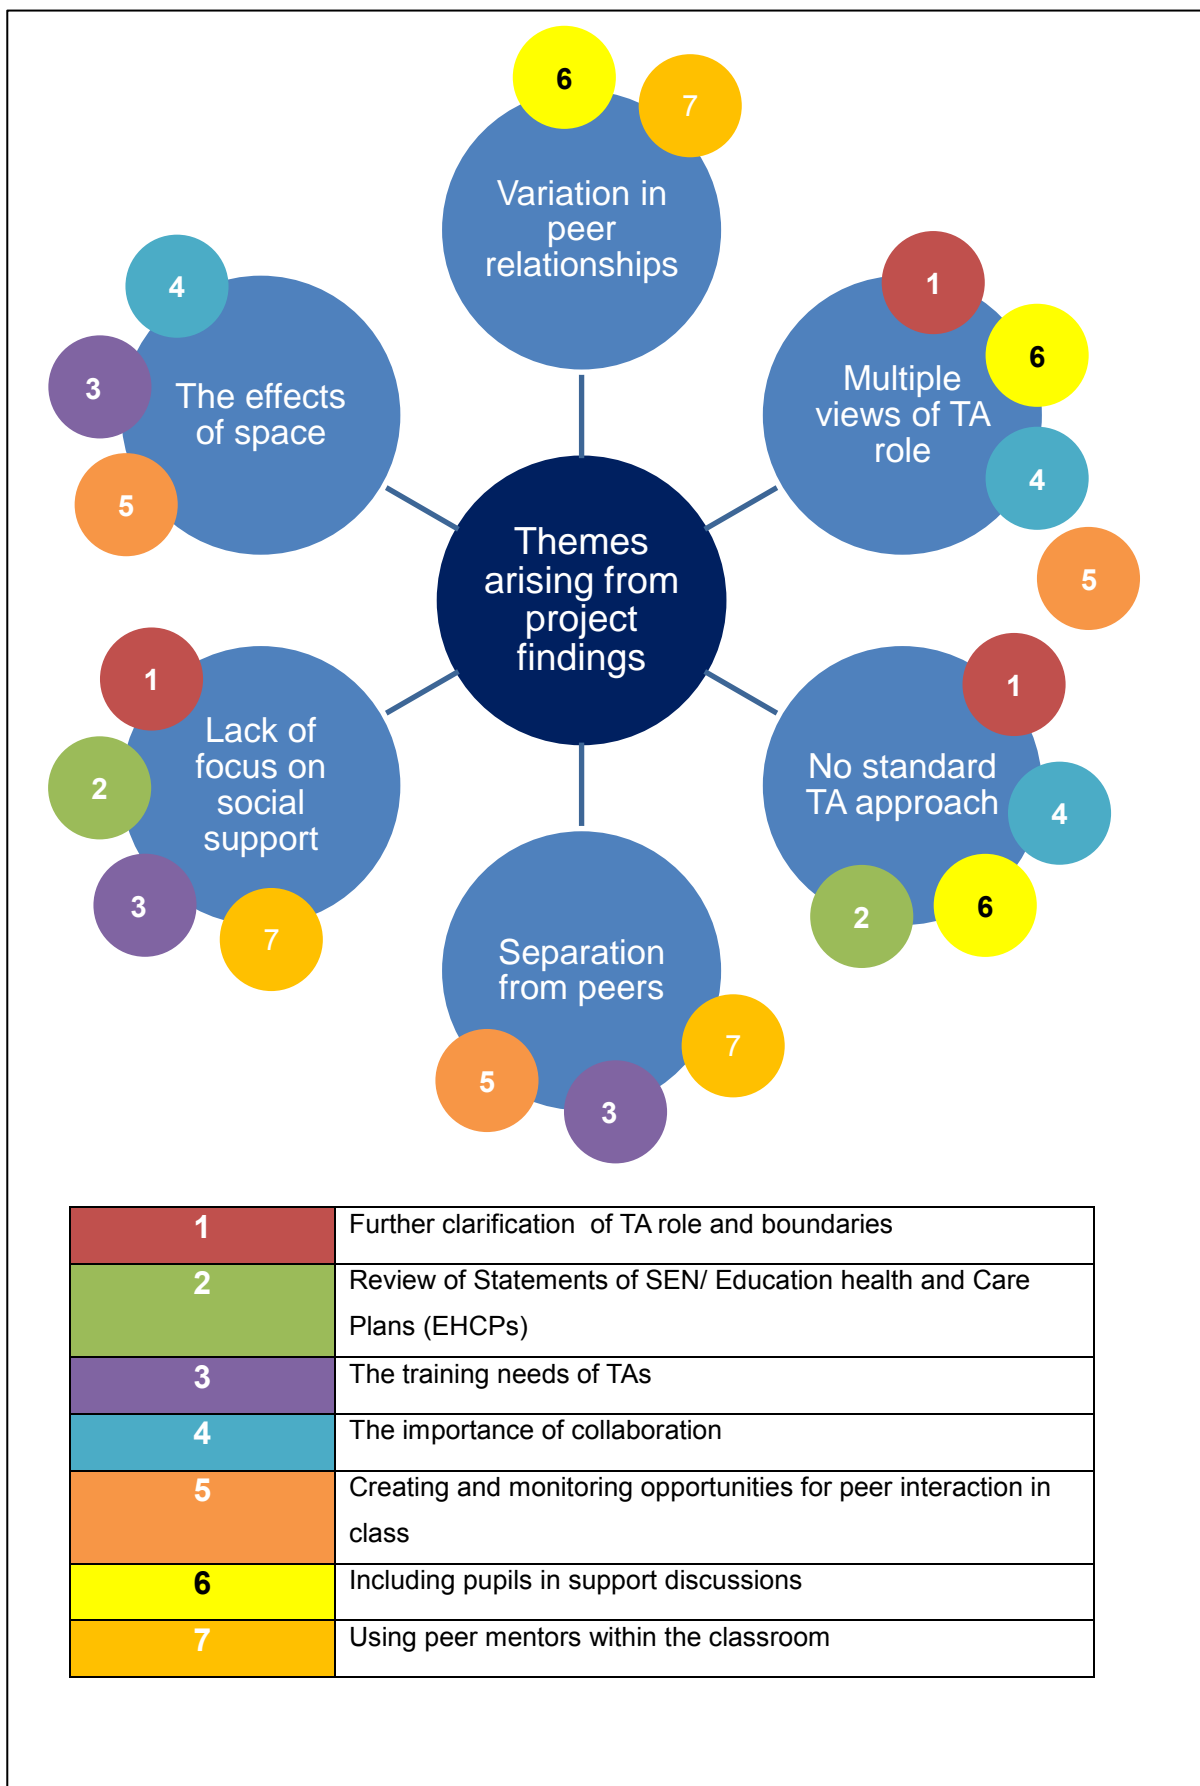 6
7
Variation in
peer
relationships
4
3
5
The effects
of space
1
6
4
5
Multiple
views of TA
role
Themes
arising from
project
findings
1
2
3
7
Lack of
focus on
social
support
1
4
6
2
No standard
TA approach
Separation
from peers
5
3
7
1 Further clarification of TA role and boundaries
2 Review of Statements of SEN/ Education health and Care
Plans (EHCPs)
3 The training needs of TAs
4 The importance of collaboration
5 Creating and monitoring opportunities for peer interaction in
class
6 Including pupils in support discussions
7 Using peer mentors within the classroom